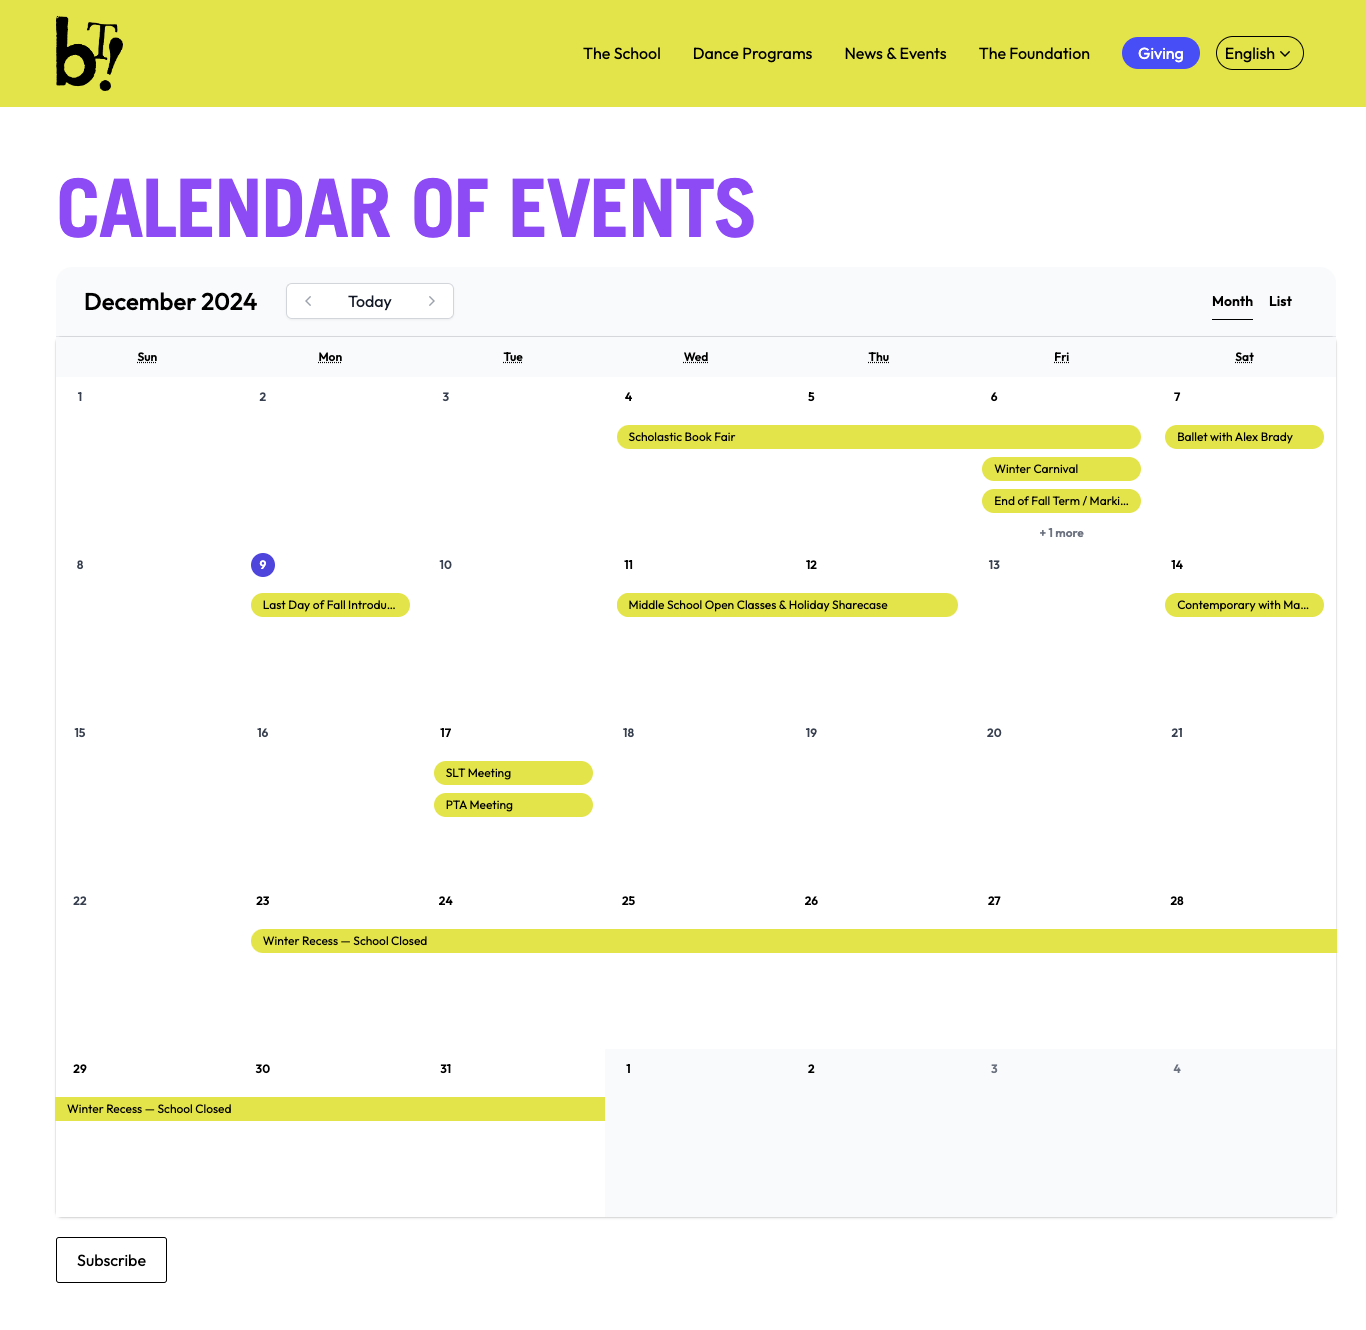 bT!
The School Dance Programs News & Events The Foundation Giving English
CALENDAR OF EVENTS
December 2024 Today Month List
Sun Mon Tue Wed Thu Fri Sat
1 2 3 4 5 6 7
Scholastic Book Fair Ballet with Alex Brady
Winter Carnival
End of Fall Term / Marki...
+ 1 more
8 9 10 11 12 13 14
Last Day of Fall Introdu... Middle School Open Classes & Holiday Sharecase Contemporary with Ma...
15 16 17 18 19 20 21
SLT Meeting
PTA Meeting
22 23 24 25 26 27 28
Winter Recess — School Closed
29 30 31 1 2 3 4
Winter Recess — School Closed
Subscribe